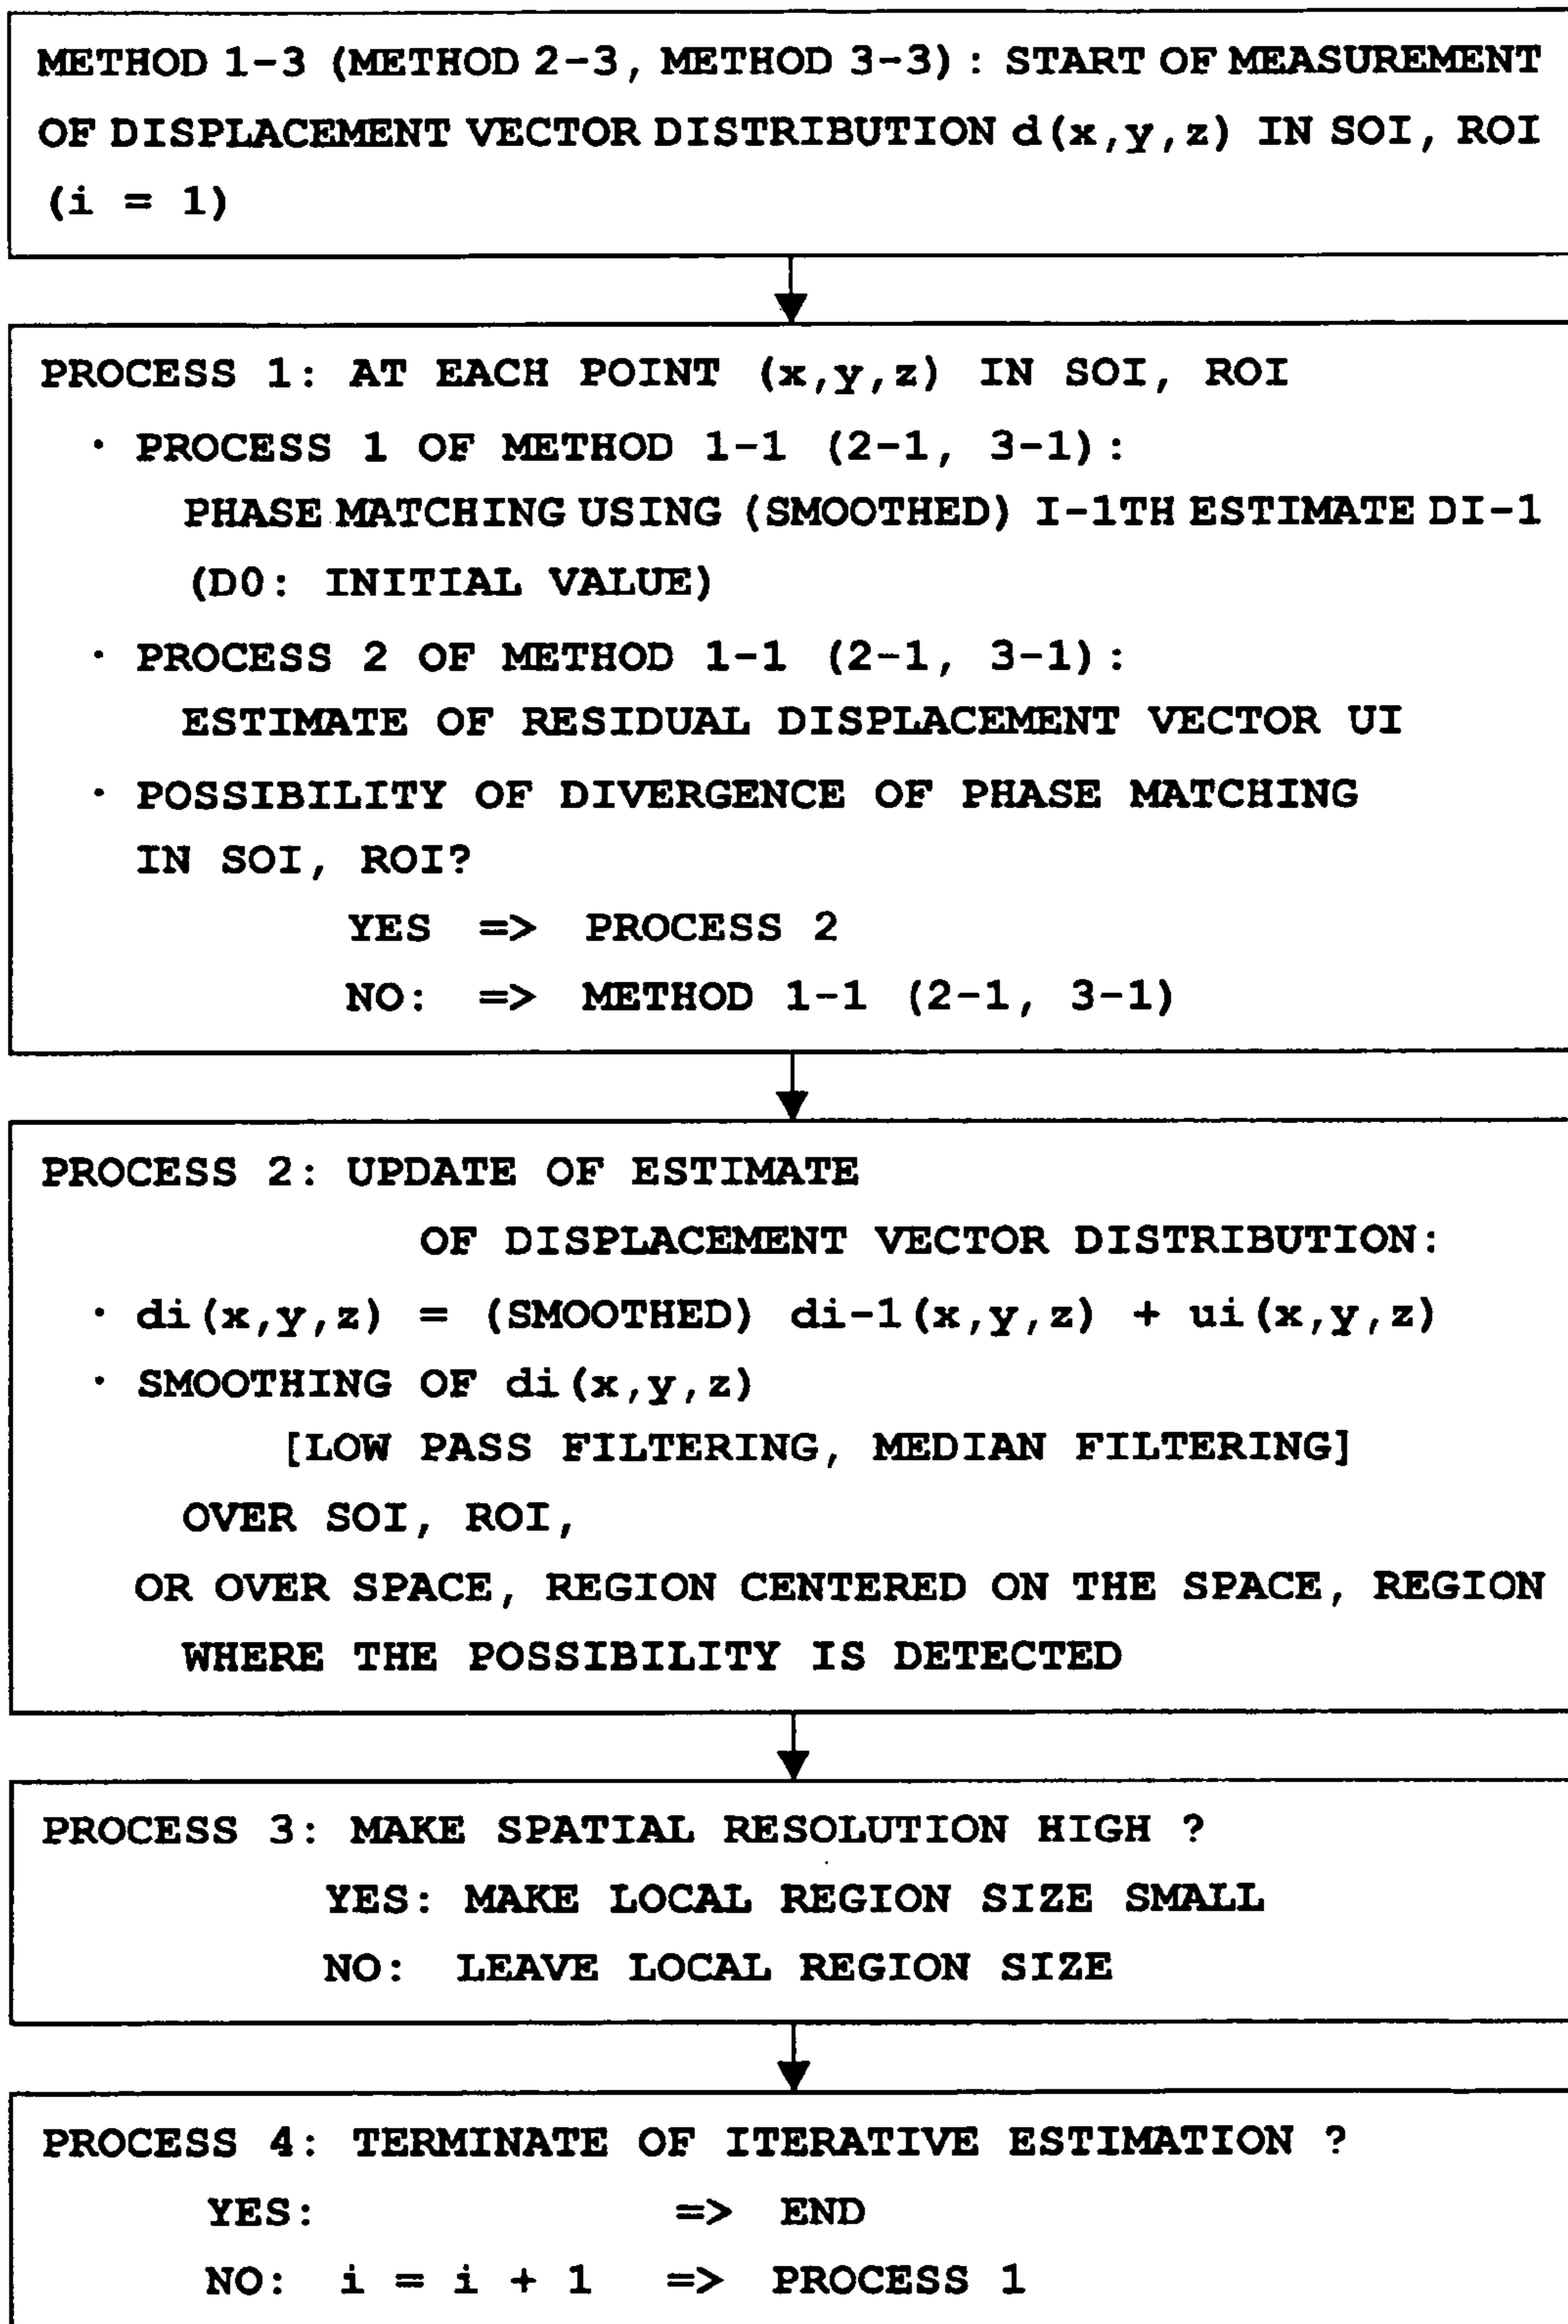 METHOD 1-3 (METHOD 2-3, METHOD 3-3): START OF MEASUREMENT
OF DISPLACEMENT VECTOR DISTRIBUTION d(x,y,z) IN SOI, ROI
(i = 1)
PROCESS 1: AT EACH POINT (x,y,z) IN SOI, ROI
· PROCESS 1 OF METHOD 1-1 (2-1, 3-1):
PHASE MATCHING USING (SMOOTHED) I-1TH ESTIMATE DI-1
(D0: INITIAL VALUE)
· PROCESS 2 OF METHOD 1-1 (2-1, 3-1):
ESTIMATE OF RESIDUAL DISPLACEMENT VECTOR UI
· POSSIBILITY OF DIVERGENCE OF PHASE MATCHING
IN SOI, ROI?
YES => PROCESS 2
NO: => METHOD 1-1 (2-1, 3-1)
PROCESS 2: UPDATE OF ESTIMATE
OF DISPLACEMENT VECTOR DISTRIBUTION:
· di(x,y,z) = (SMOOTHED) di-1(x,y,z) + ui(x,y,z)
· SMOOTHING OF di(x,y,z)
[LOW PASS FILTERING, MEDIAN FILTERING]
OVER SOI, ROI,
OR OVER SPACE, REGION CENTERED ON THE SPACE, REGION
WHERE THE POSSIBILITY IS DETECTED
PROCESS 3: MAKE SPATIAL RESOLUTION HIGH ?
YES: MAKE LOCAL REGION SIZE SMALL
NO: LEAVE LOCAL REGION SIZE
PROCESS 4: TERMINATE OF ITERATIVE ESTIMATION ?
YES: => END
NO: i = i + 1 => PROCESS 1